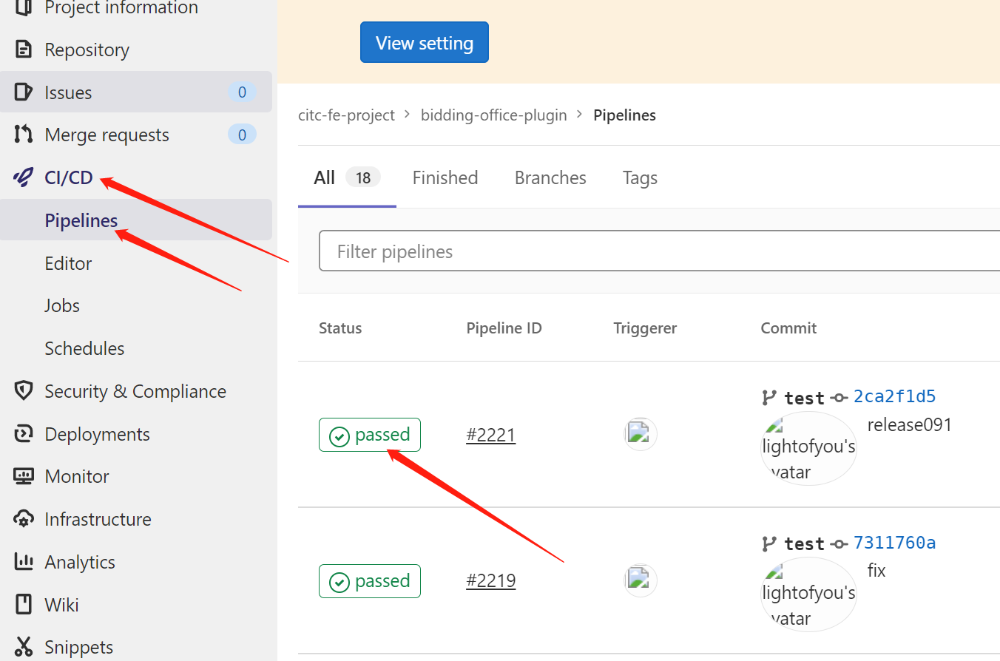 Project information
Repository
Issues 0
Merge requests 0
CI/CD
Pipelines
Editor
Jobs
Schedules
Security & Compliance
Deployments
Monitor
Infrastructure
Analytics
Wiki
Snippets
View setting
citc-fe-project > bidding-office-plugin > Pipelines
All 18 Finished Branches Tags
Filter pipelines
Status Pipeline ID Triggerer Commit
passed #2221 test 2ca2f1d5
release091
lightofyou's
vatar
passed #2219 test 7311760a
fix
lightofyou's
vatar